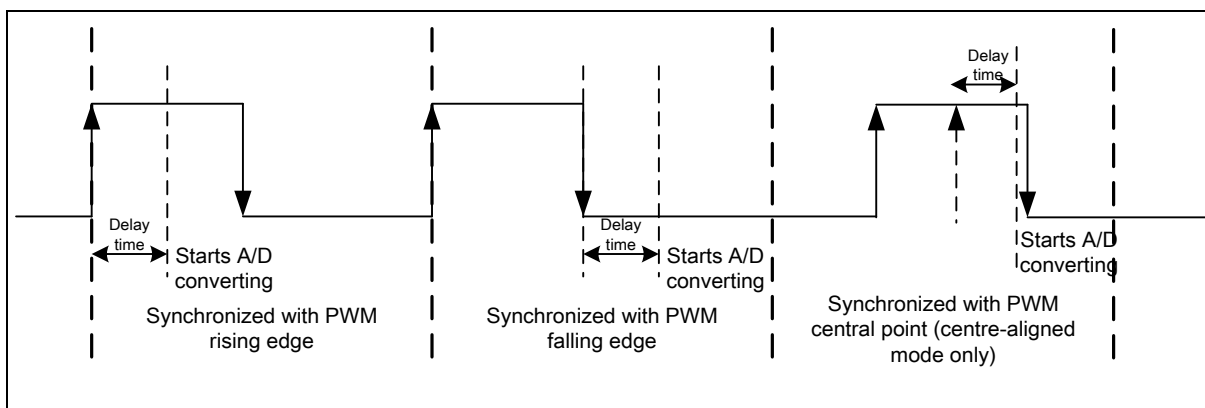 Delay
time
Starts A/D
converting
Synchronized with PWM
rising edge
Delay
time
Starts A/D
converting
Synchronized with PWM
falling edge
Delay
time
Starts A/D
converting
Synchronized with PWM
central point (centre-aligned
mode only)